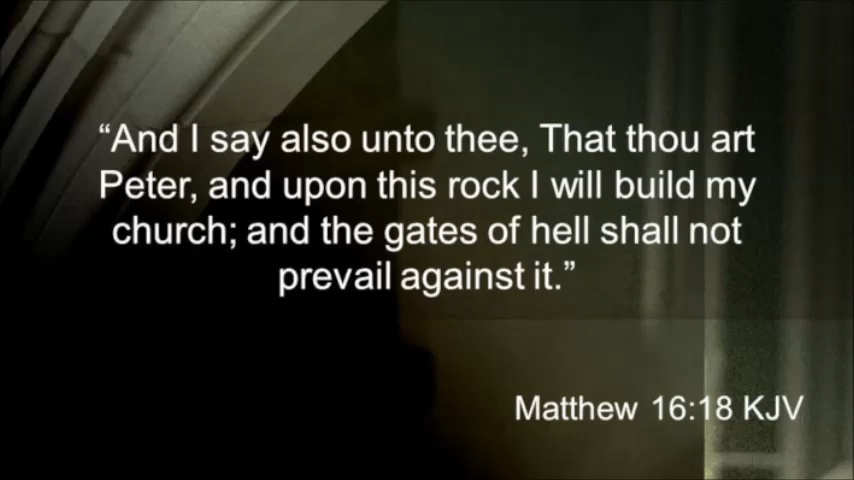 “And I say also unto thee, That thou art
Peter, and upon this rock I will build my
church; and the gates of hell shall not
prevail against it.”
Matthew 16:18 KJV